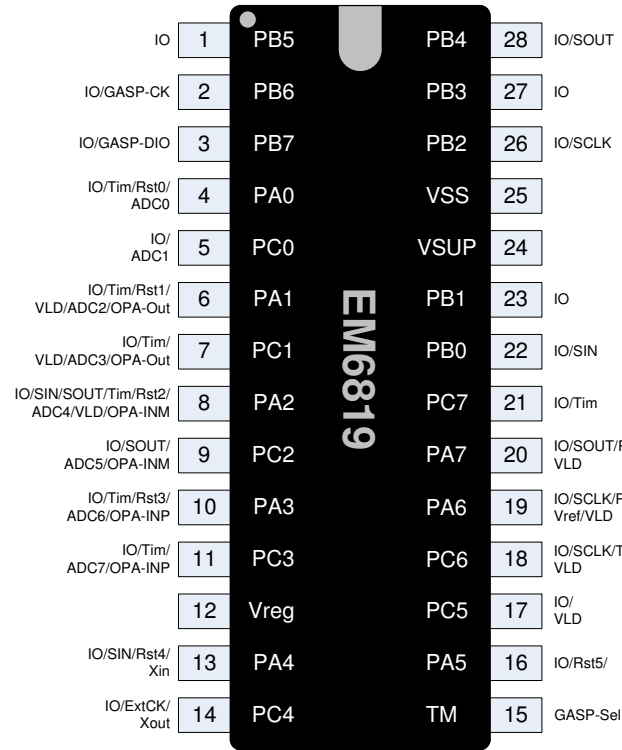 IO 1 PB5 PB4 28 IO/SOUT
IO/GASP-CK 2 PB6 PB3 27 IO
IO/GASP-DIO 3 PB7 PB2 26 IO/SCLK
IO/Tim/Rst0/
ADC0 4 PA0 VSS 25
IO/
ADC1 5 PC0 VSUP 24
IO/Tim/Rst1/
VLD/ADC2/OPA-Out 6 PA1 PB1 23 IO
IO/Tim/
VLD/ADC3/OPA-Out 7 PC1 PB0 22 IO/SIN
EM6819
IO/SIN/SOUT/Tim/Rst2/
ADC4/VLD/OPA-INM 8 PA2 PC7 21 IO/Tim
IO/SOUT/
ADC5/OPA-INM 9 PC2 PA7 20 IO/SOUT/
VLD
IO/Tim/Rst3/
ADC6/OPA-INP 10 PA3 PA6 19 IO/SCLK/
Vref/VLD
IO/Tim/
ADC7/OPA-INP 11 PC3 PC6 18 IO/SCLK/
VLD
12 Vreg PC5 17 IO/
VLD
IO/SIN/Rst4/
Xin 13 PA4 PA5 16 IO/Rst5/
IO/ExtCK/
Xout 14 PC4 TM 15 GASP-Sel